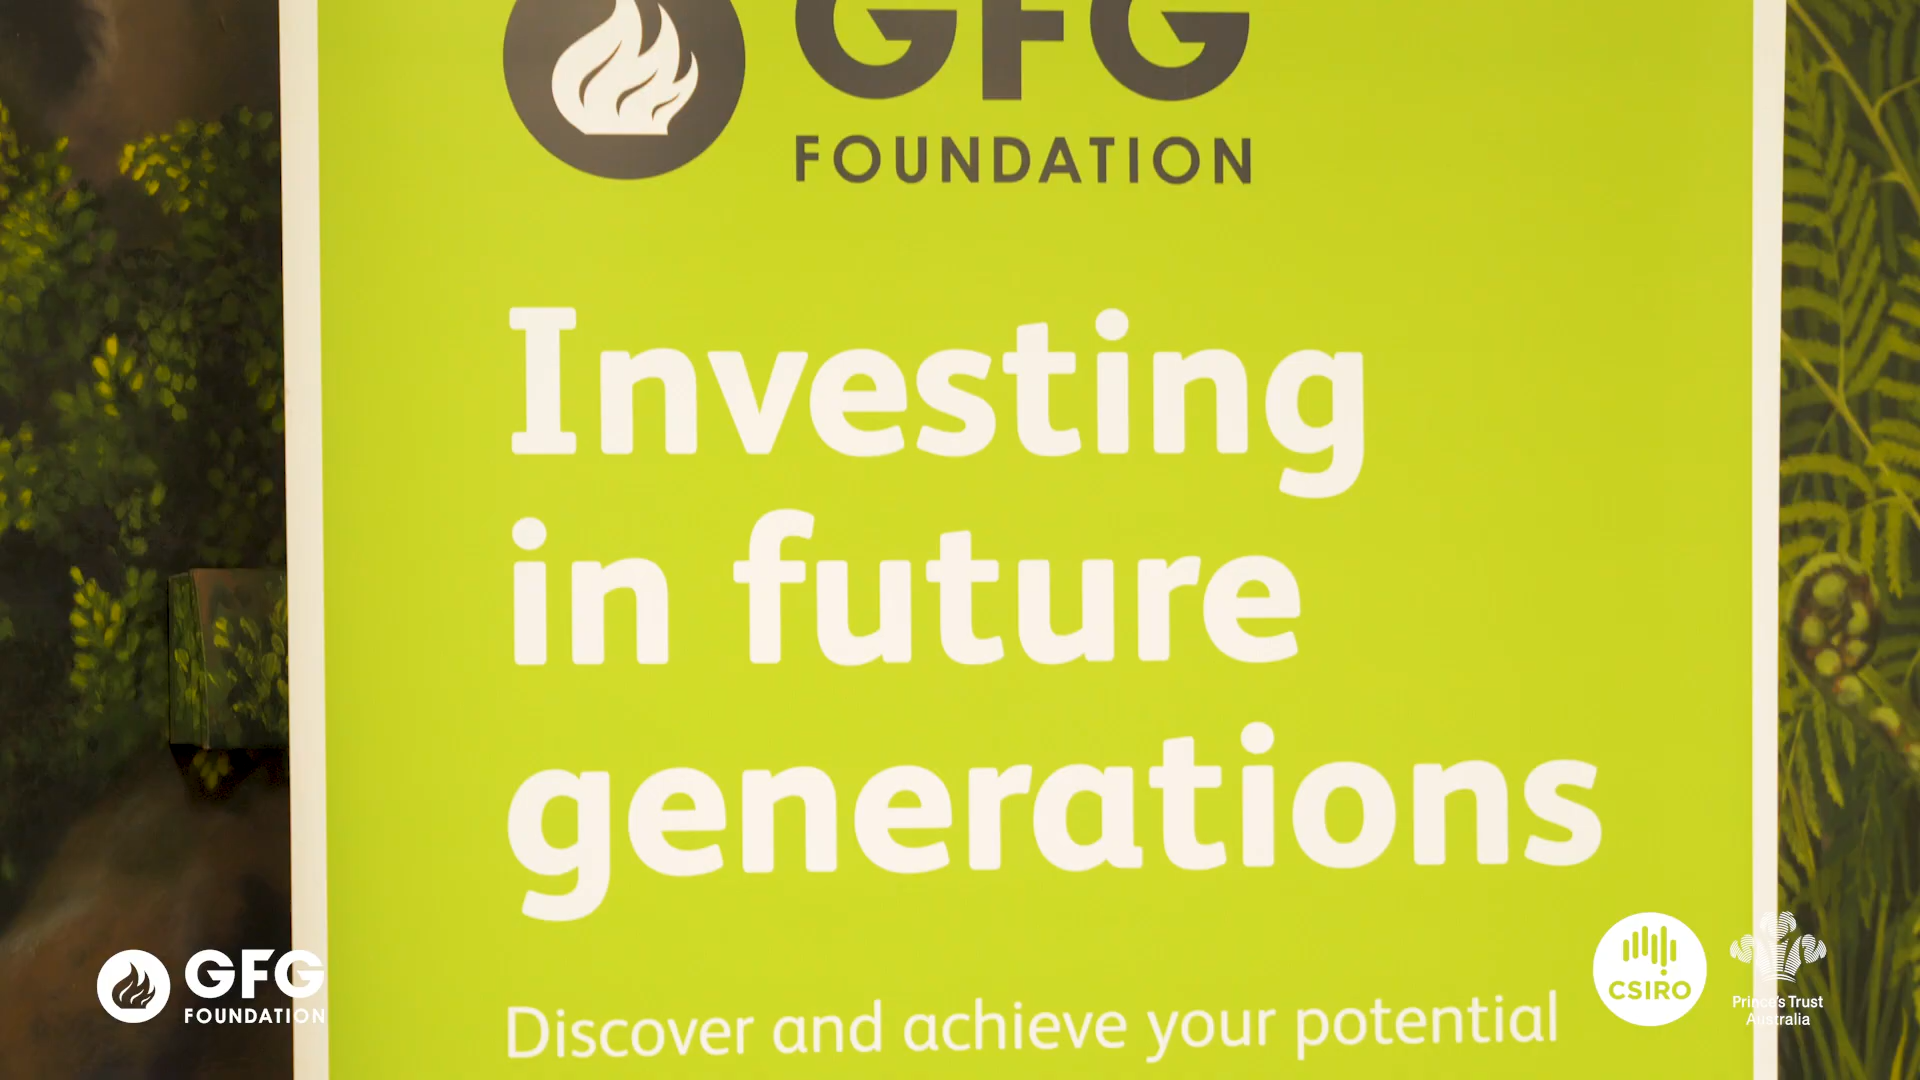 GFG
FOUNDATION
Investing
in future
generations
Discover and achieve your potential
GFG
FOUNDATION
CSIRO
Prince's Trust
Australia